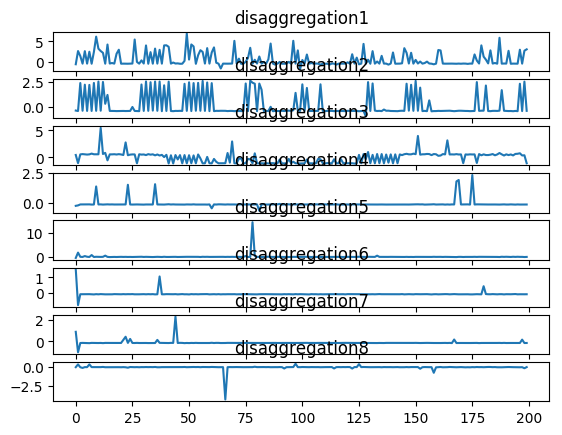 disaggregation1
5
0
disaggregation2
2.5
0.0
disaggregation3
5
0
disaggregation4
2.5
0.0
disaggregation5
10
0
disaggregation6
1
0
disaggregation7
2
0
disaggregation8
0.0
−2.5
0 25 50 75 100 125 150 175 200